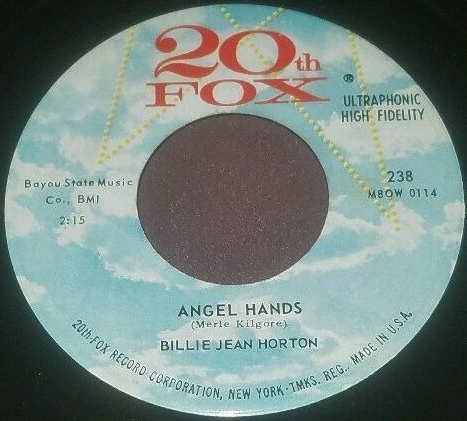 20th
FOX ®
ULTRAPHONIC
HIGH FIDELITY
Bayou State Music
Co., BMI
2:15
238
MBOW 0114
ANGEL HANDS
(Merle Kilgore)
BILLIE JEAN HORTON
20th-FOX RECORD CORPORATION, NEW YORK-TMKS. REG., MADE IN U.S.A.